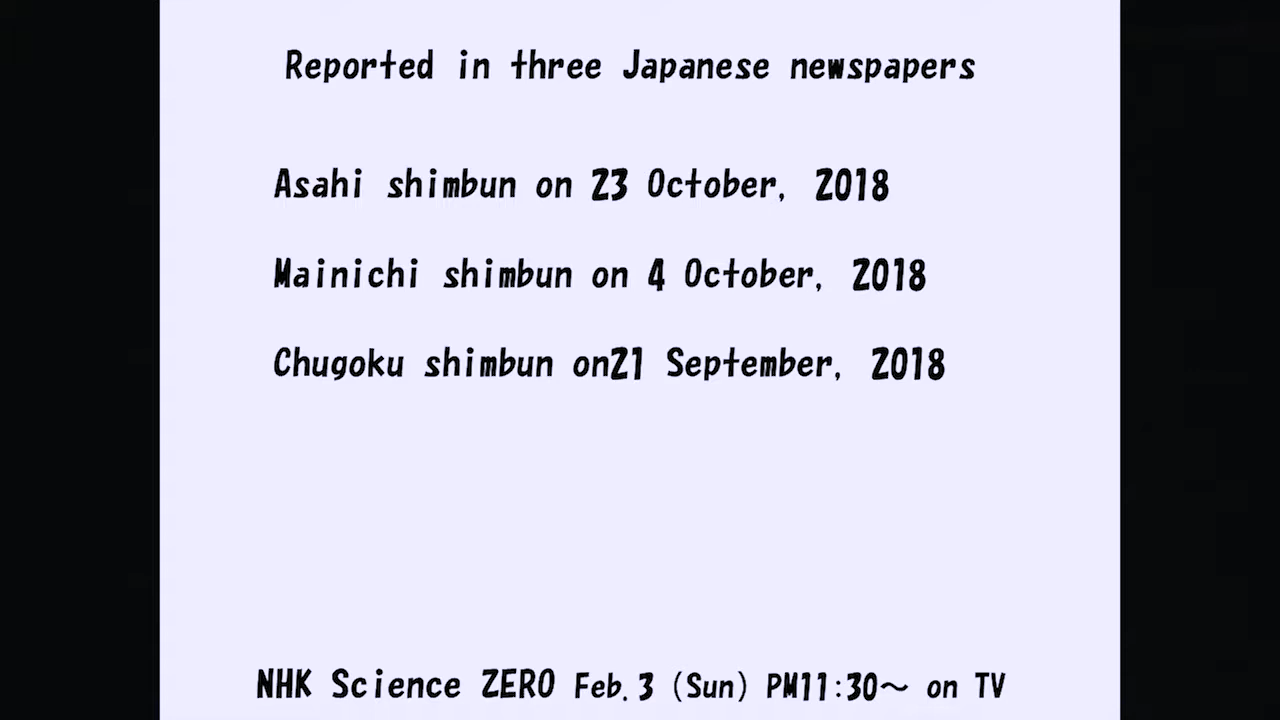 Reported in three Japanese newspapers
Asahi shimbun on 23 October, 2018
Mainichi shimbun on 4 October, 2018
Chugoku shimbun on21 September, 2018
NHK Science ZERO Feb.3 (Sun) PM11:30～ on TV